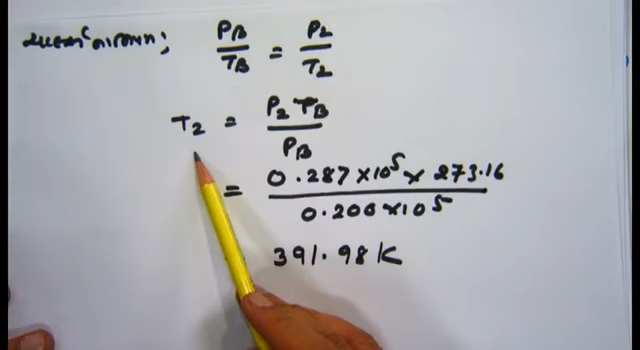 P_B / T_B = P_2 / T_2
T_2 = P_2 T_B / P_B
= 0.287×10^5 × 273.16 / 0.200×10^5
391.98 K